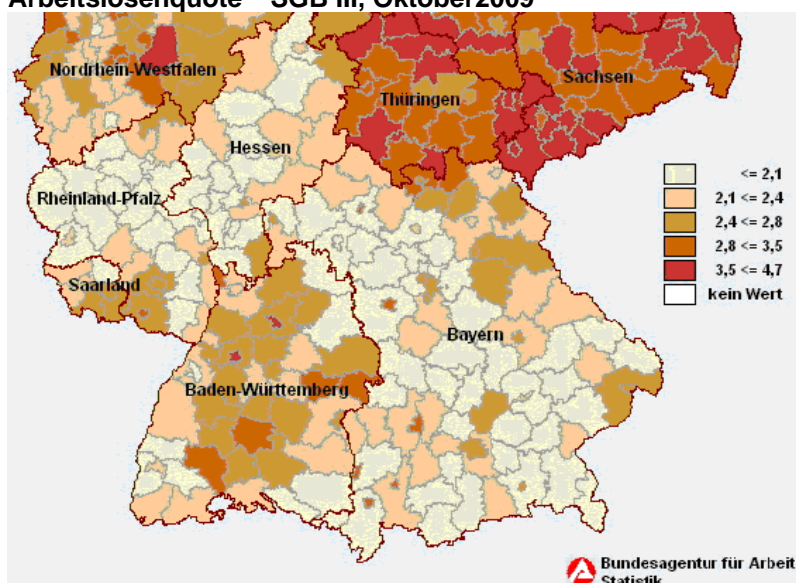 Arbeitslosenquote - SGB III, Oktober2009
Nordrhein-Westfalen
Sachsen
Thüringen
Hessen
Rheinland-Pfalz
Saarland
Bayern
Baden-Württemberg
<= 2,1
2,1 <= 2,4
2,4 <= 2,8
2,8 <= 3,5
3,5 <= 4,7
kein Wert
Bundesagentur für Arbeit
Statistik